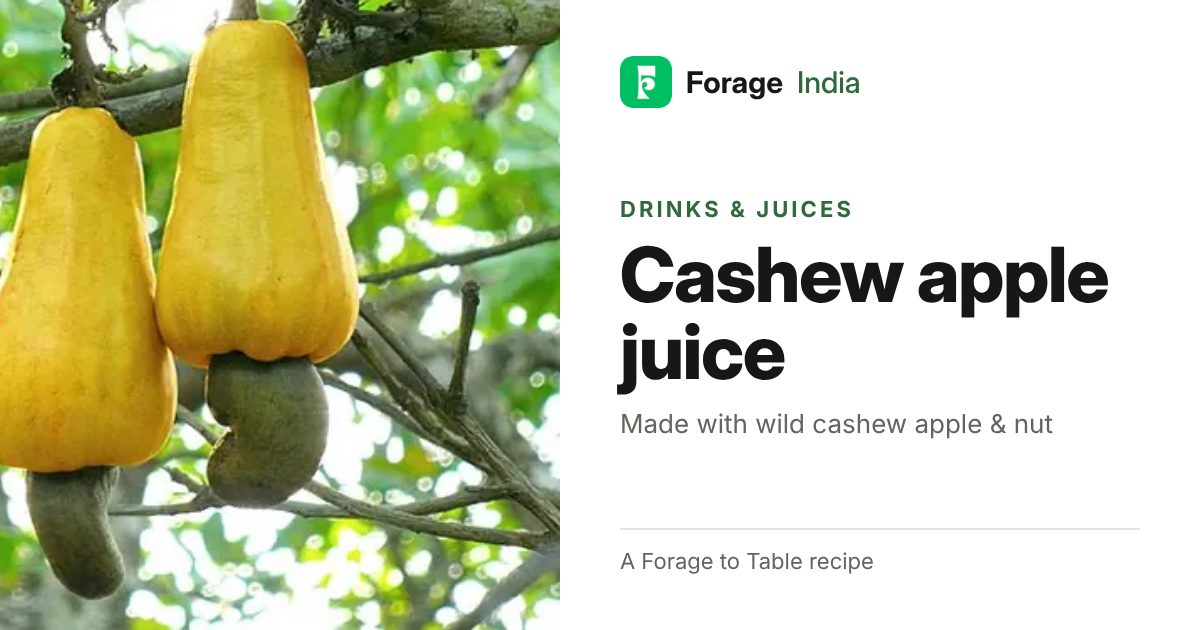 Forage India
DRINKS & JUICES
Cashew apple
juice
Made with wild cashew apple & nut
A Forage to Table recipe